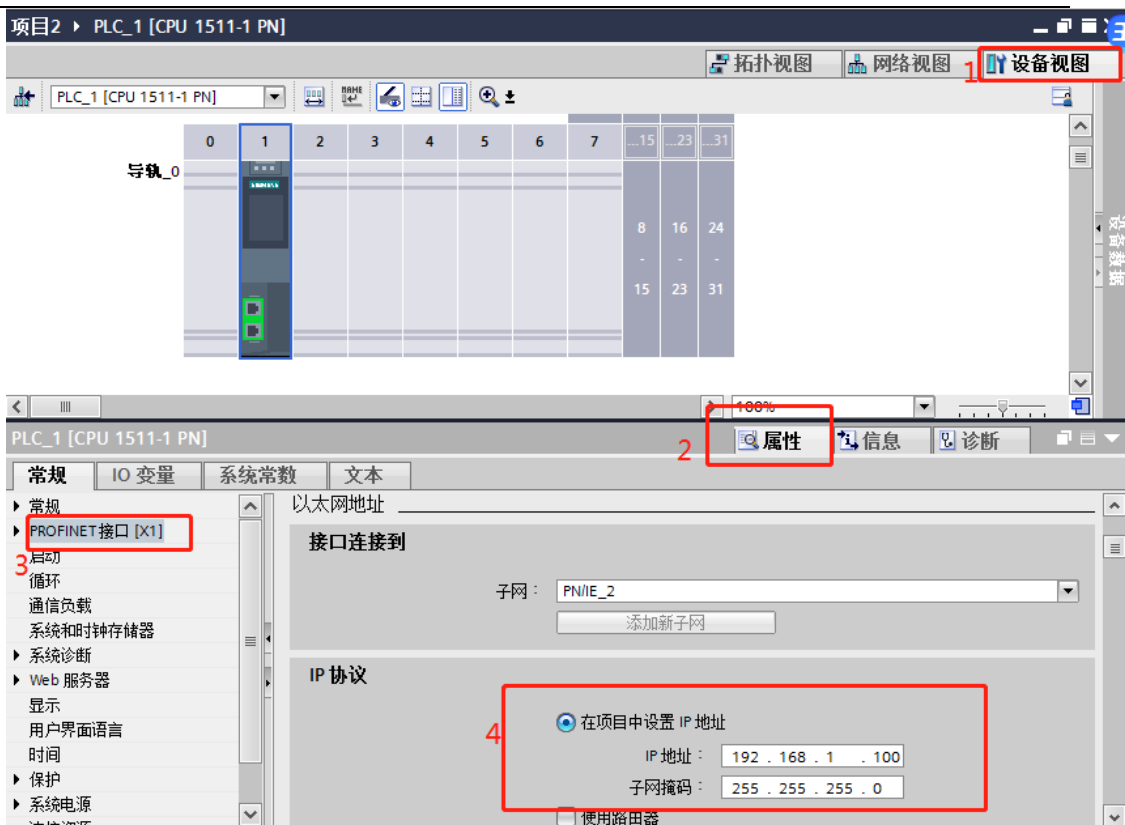 项目2 ▸ PLC_1 [CPU 1511-1 PN]
拓扑视图 网络视图 1 设备视图
PLC_1 [CPU 1511-1 PN]
0 1 2 3 4 5 6 7 ...15 ...23 ...31
导轨_0
SIEMENS
8 16 24
- - -
15 23 31
设备数据
100%
PLC_1 [CPU 1511-1 PN]
2 属性 信息 诊断
常规 IO 变量 系统常数 文本
常规
PROFINET接口 [X1]
3
启动
循环
通信负载
系统和时钟存储器
系统诊断
Web 服务器
显示
用户界面语言
时间
保护
系统电源
连接资源
以太网地址
接口连接到
子网：
PN/IE_2
添加新子网
IP 协议
4
在项目中设置 IP 地址
IP 地址： 192 . 168 . 1 . 100
子网掩码： 255 . 255 . 255 . 0
使用路由器